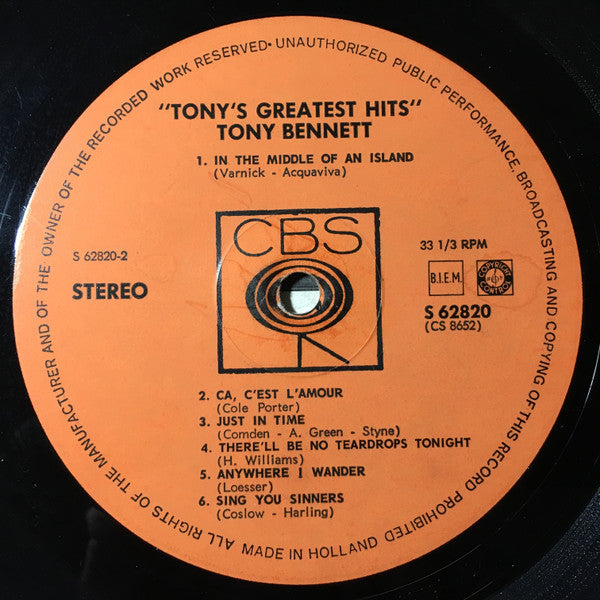 ALL RIGHTS OF THE MANUFACTURER AND OF THE OWNER OF THE RECORDED WORK RESERVED • UNAUTHORIZED PUBLIC PERFORMANCE, BROADCASTING AND COPYING OF THIS RECORD PROHIBITED
"TONY'S GREATEST HITS"
TONY BENNETT
1. IN THE MIDDLE OF AN ISLAND
(Varnick - Acquaviva)
CBS
S 62820-2
33 1/3 RPM
STEREO
B.I.E.M.
COPYRIGHT
CONTROL
S 62820
(CS 8652)
2. CA, C'EST L'AMOUR
(Cole Porter)
3. JUST IN TIME
(Comden - A. Green - Styne)
4. THERE'LL BE NO TEARDROPS TONIGHT
(H. Williams)
5. ANYWHERE I WANDER
(Loesser)
6. SING YOU SINNERS
(Coslow - Harling)
MADE IN HOLLAND